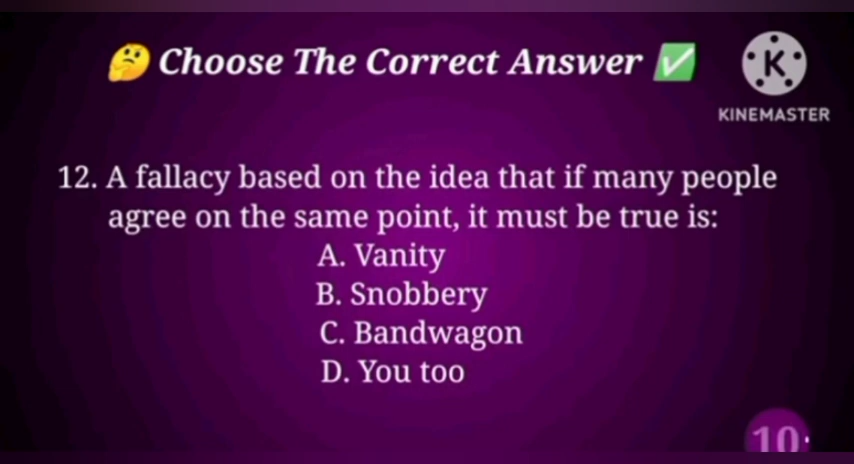 🤔 Choose The Correct Answer ✅
KINEMASTER
12. A fallacy based on the idea that if many people
agree on the same point, it must be true is:
A. Vanity
B. Snobbery
C. Bandwagon
D. You too
10